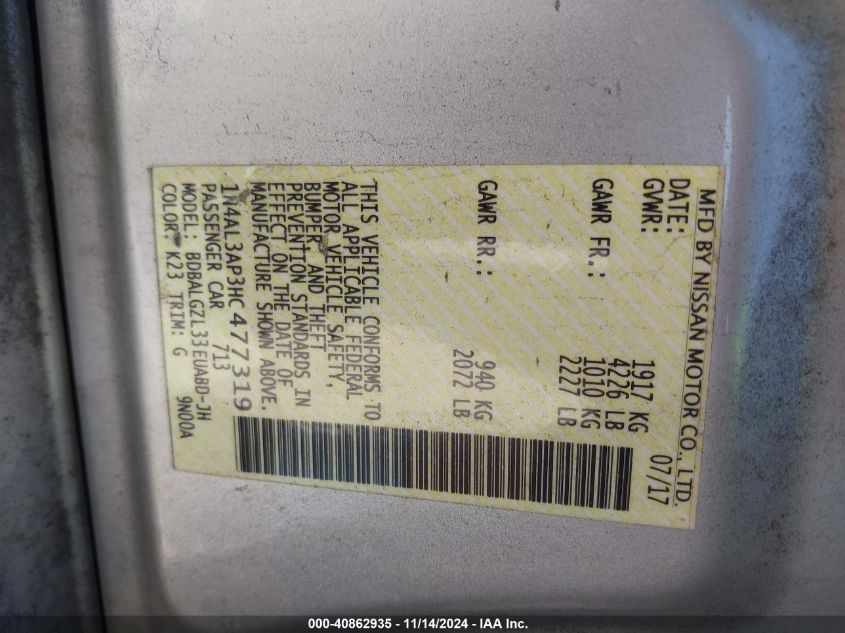 MFD BY NISSAN MOTOR CO., LTD.
DATE: 07/17
GVWR: 1917 KG
4226 LB
GAWR FR.: 1010 KG
2227 LB
GAWR RR.: 940 KG
2072 LB
THIS VEHICLE CONFORMS TO
ALL APPLICABLE FEDERAL
MOTOR VEHICLE SAFETY,
BUMPER, AND THEFT
PREVENTION STANDARDS IN
EFFECT ON THE DATE OF
MANUFACTURE SHOWN ABOVE.
1N4AL3AP3HC477319
PASSENGER CAR 713
MODEL: BDBALGZL33EUABD-JH
COLOR: K23 TRIM: G 9N00A
000-40862935 - 11/14/2024 - IAA Inc.